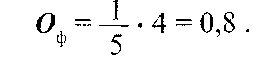 Oф = 1/5 · 4 = 0,8 .